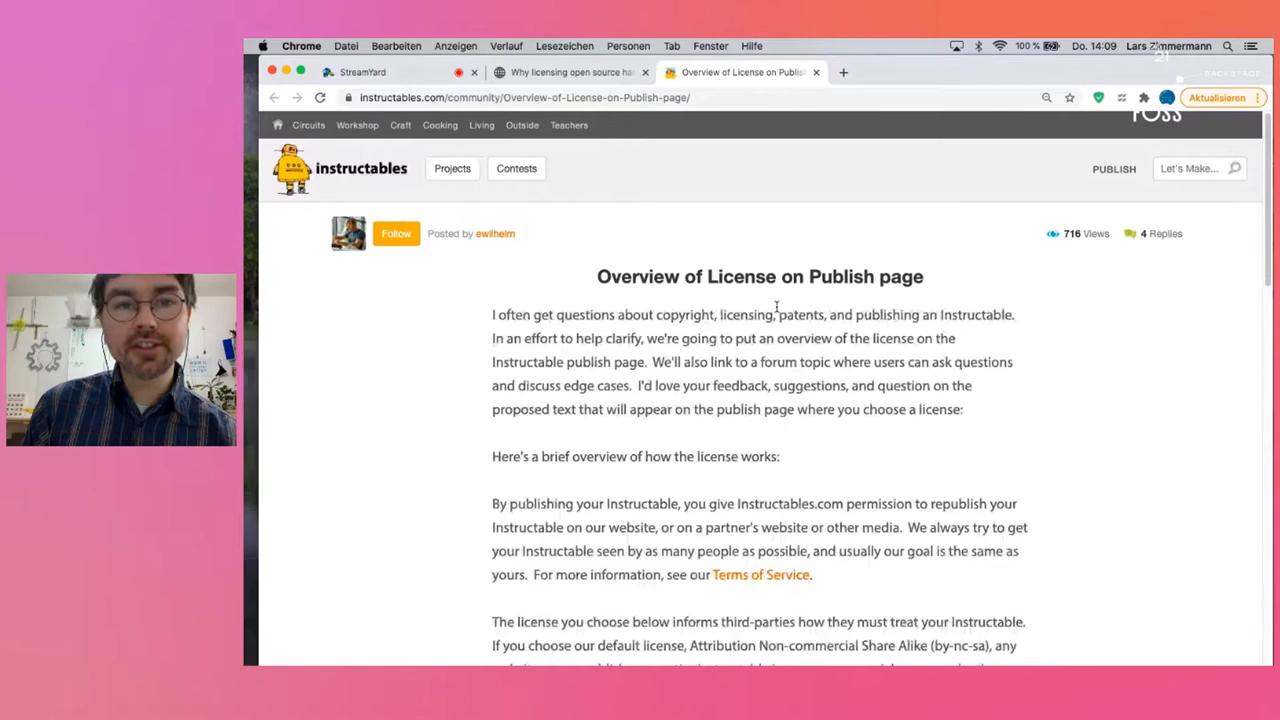 Chrome Datei Bearbeiten Anzeigen Verlauf Lesezeichen Personen Tab Fenster Hilfe 100 % Do. 14:09 Lars Zimmermann
21
BACKSTAGE
StreamYard Why licensing open source ha Overview of License on Publis
instructables.com/community/Overview-of-License-on-Publish-page/ Aktualisieren
FOSS
Circuits Workshop Craft Cooking Living Outside Teachers
instructables Projects Contests PUBLISH Let's Make...
Follow Posted by ewilhelm 716 Views 4 Replies
Overview of License on Publish page
I often get questions about copyright, licensing, patents, and publishing an Instructable.
In an effort to help clarify, we're going to put an overview of the license on the
Instructable publish page. We'll also link to a forum topic where users can ask questions
and discuss edge cases. I'd love your feedback, suggestions, and question on the
proposed text that will appear on the publish page where you choose a license:
Here's a brief overview of how the license works:
By publishing your Instructable, you give Instructables.com permission to republish your
Instructable on our website, or on a partner's website or other media. We always try to get
your Instructable seen by as many people as possible, and usually our goal is the same as
yours. For more information, see our Terms of Service.
The license you choose below informs third-parties how they must treat your Instructable.
If you choose our default license, Attribution Non-commercial Share Alike (by-nc-sa), any